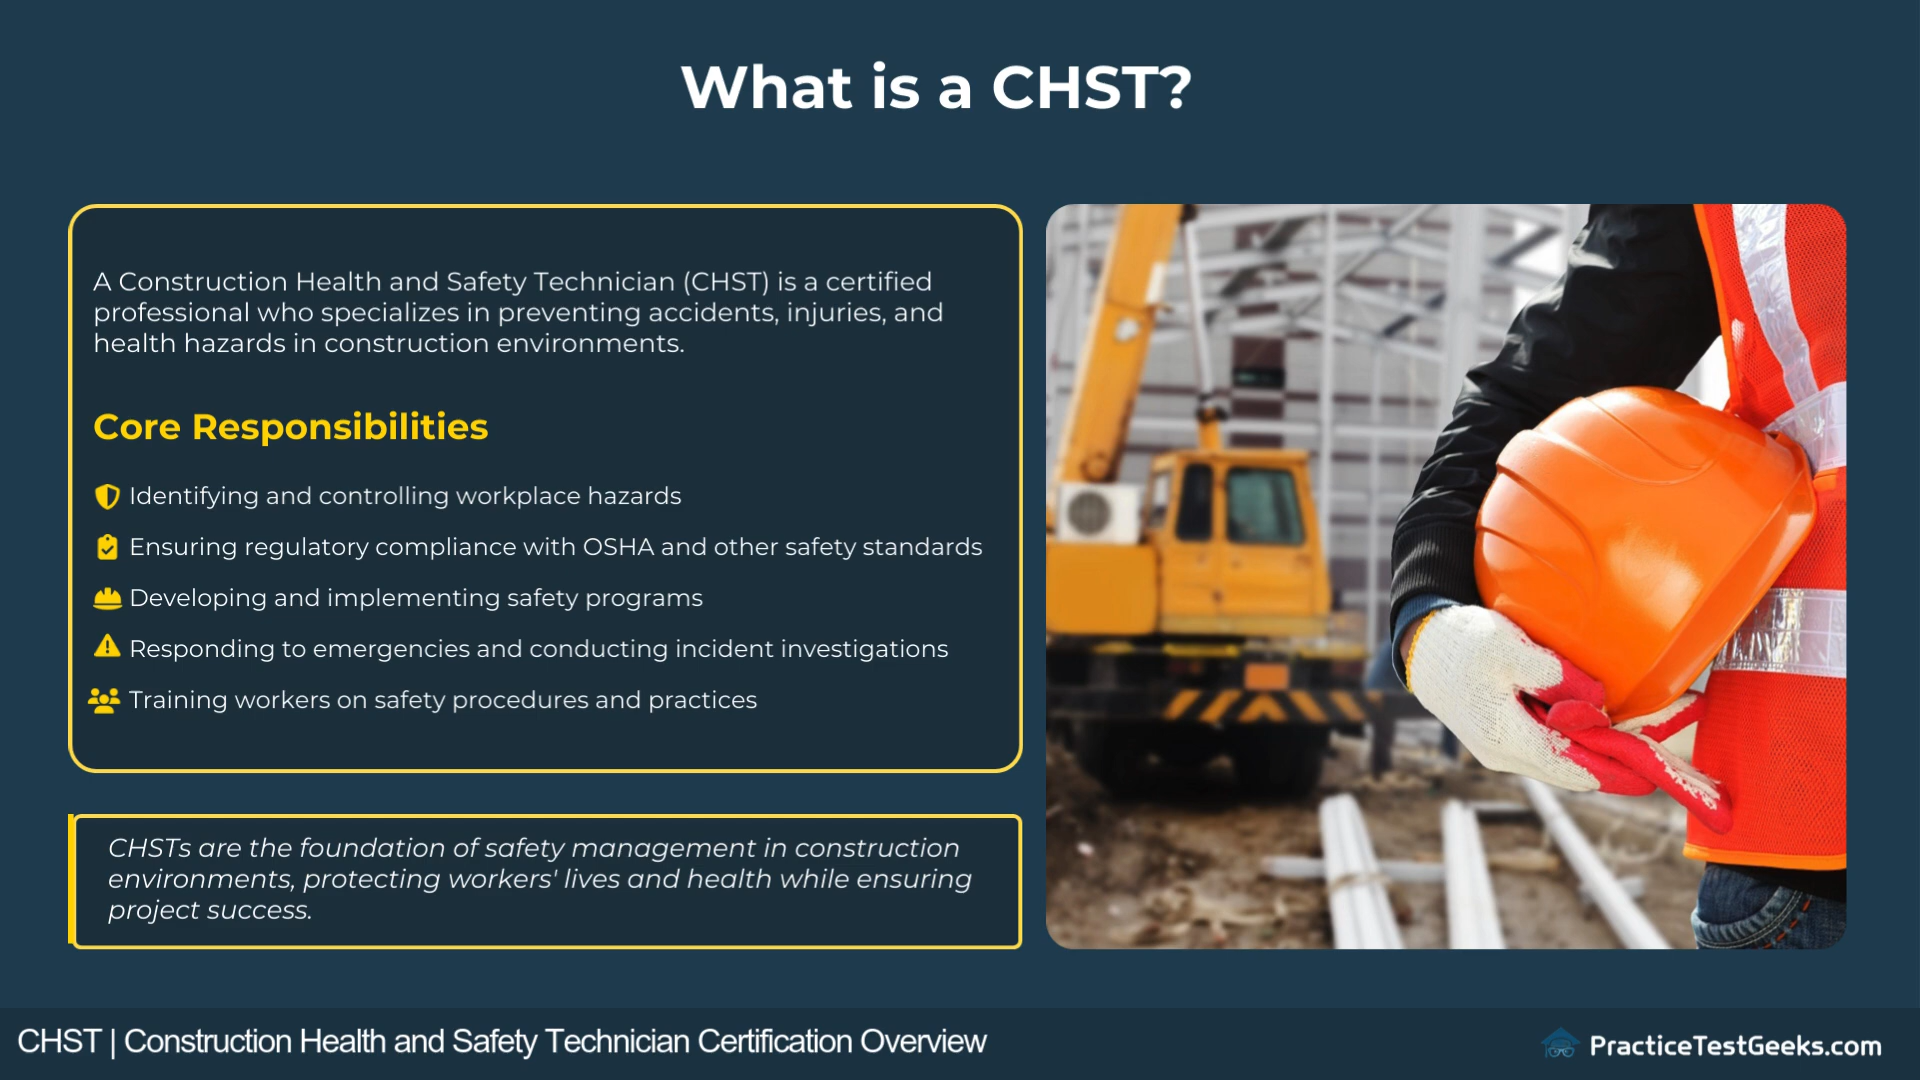 What is a CHST?
A Construction Health and Safety Technician (CHST) is a certified
professional who specializes in preventing accidents, injuries, and
health hazards in construction environments.
Core Responsibilities
Identifying and controlling workplace hazards
Ensuring regulatory compliance with OSHA and other safety standards
Developing and implementing safety programs
Responding to emergencies and conducting incident investigations
Training workers on safety procedures and practices
CHSTs are the foundation of safety management in construction
environments, protecting workers' lives and health while ensuring
project success.
CHST | Construction Health and Safety Technician Certification Overview
PracticeTestGeeks.com